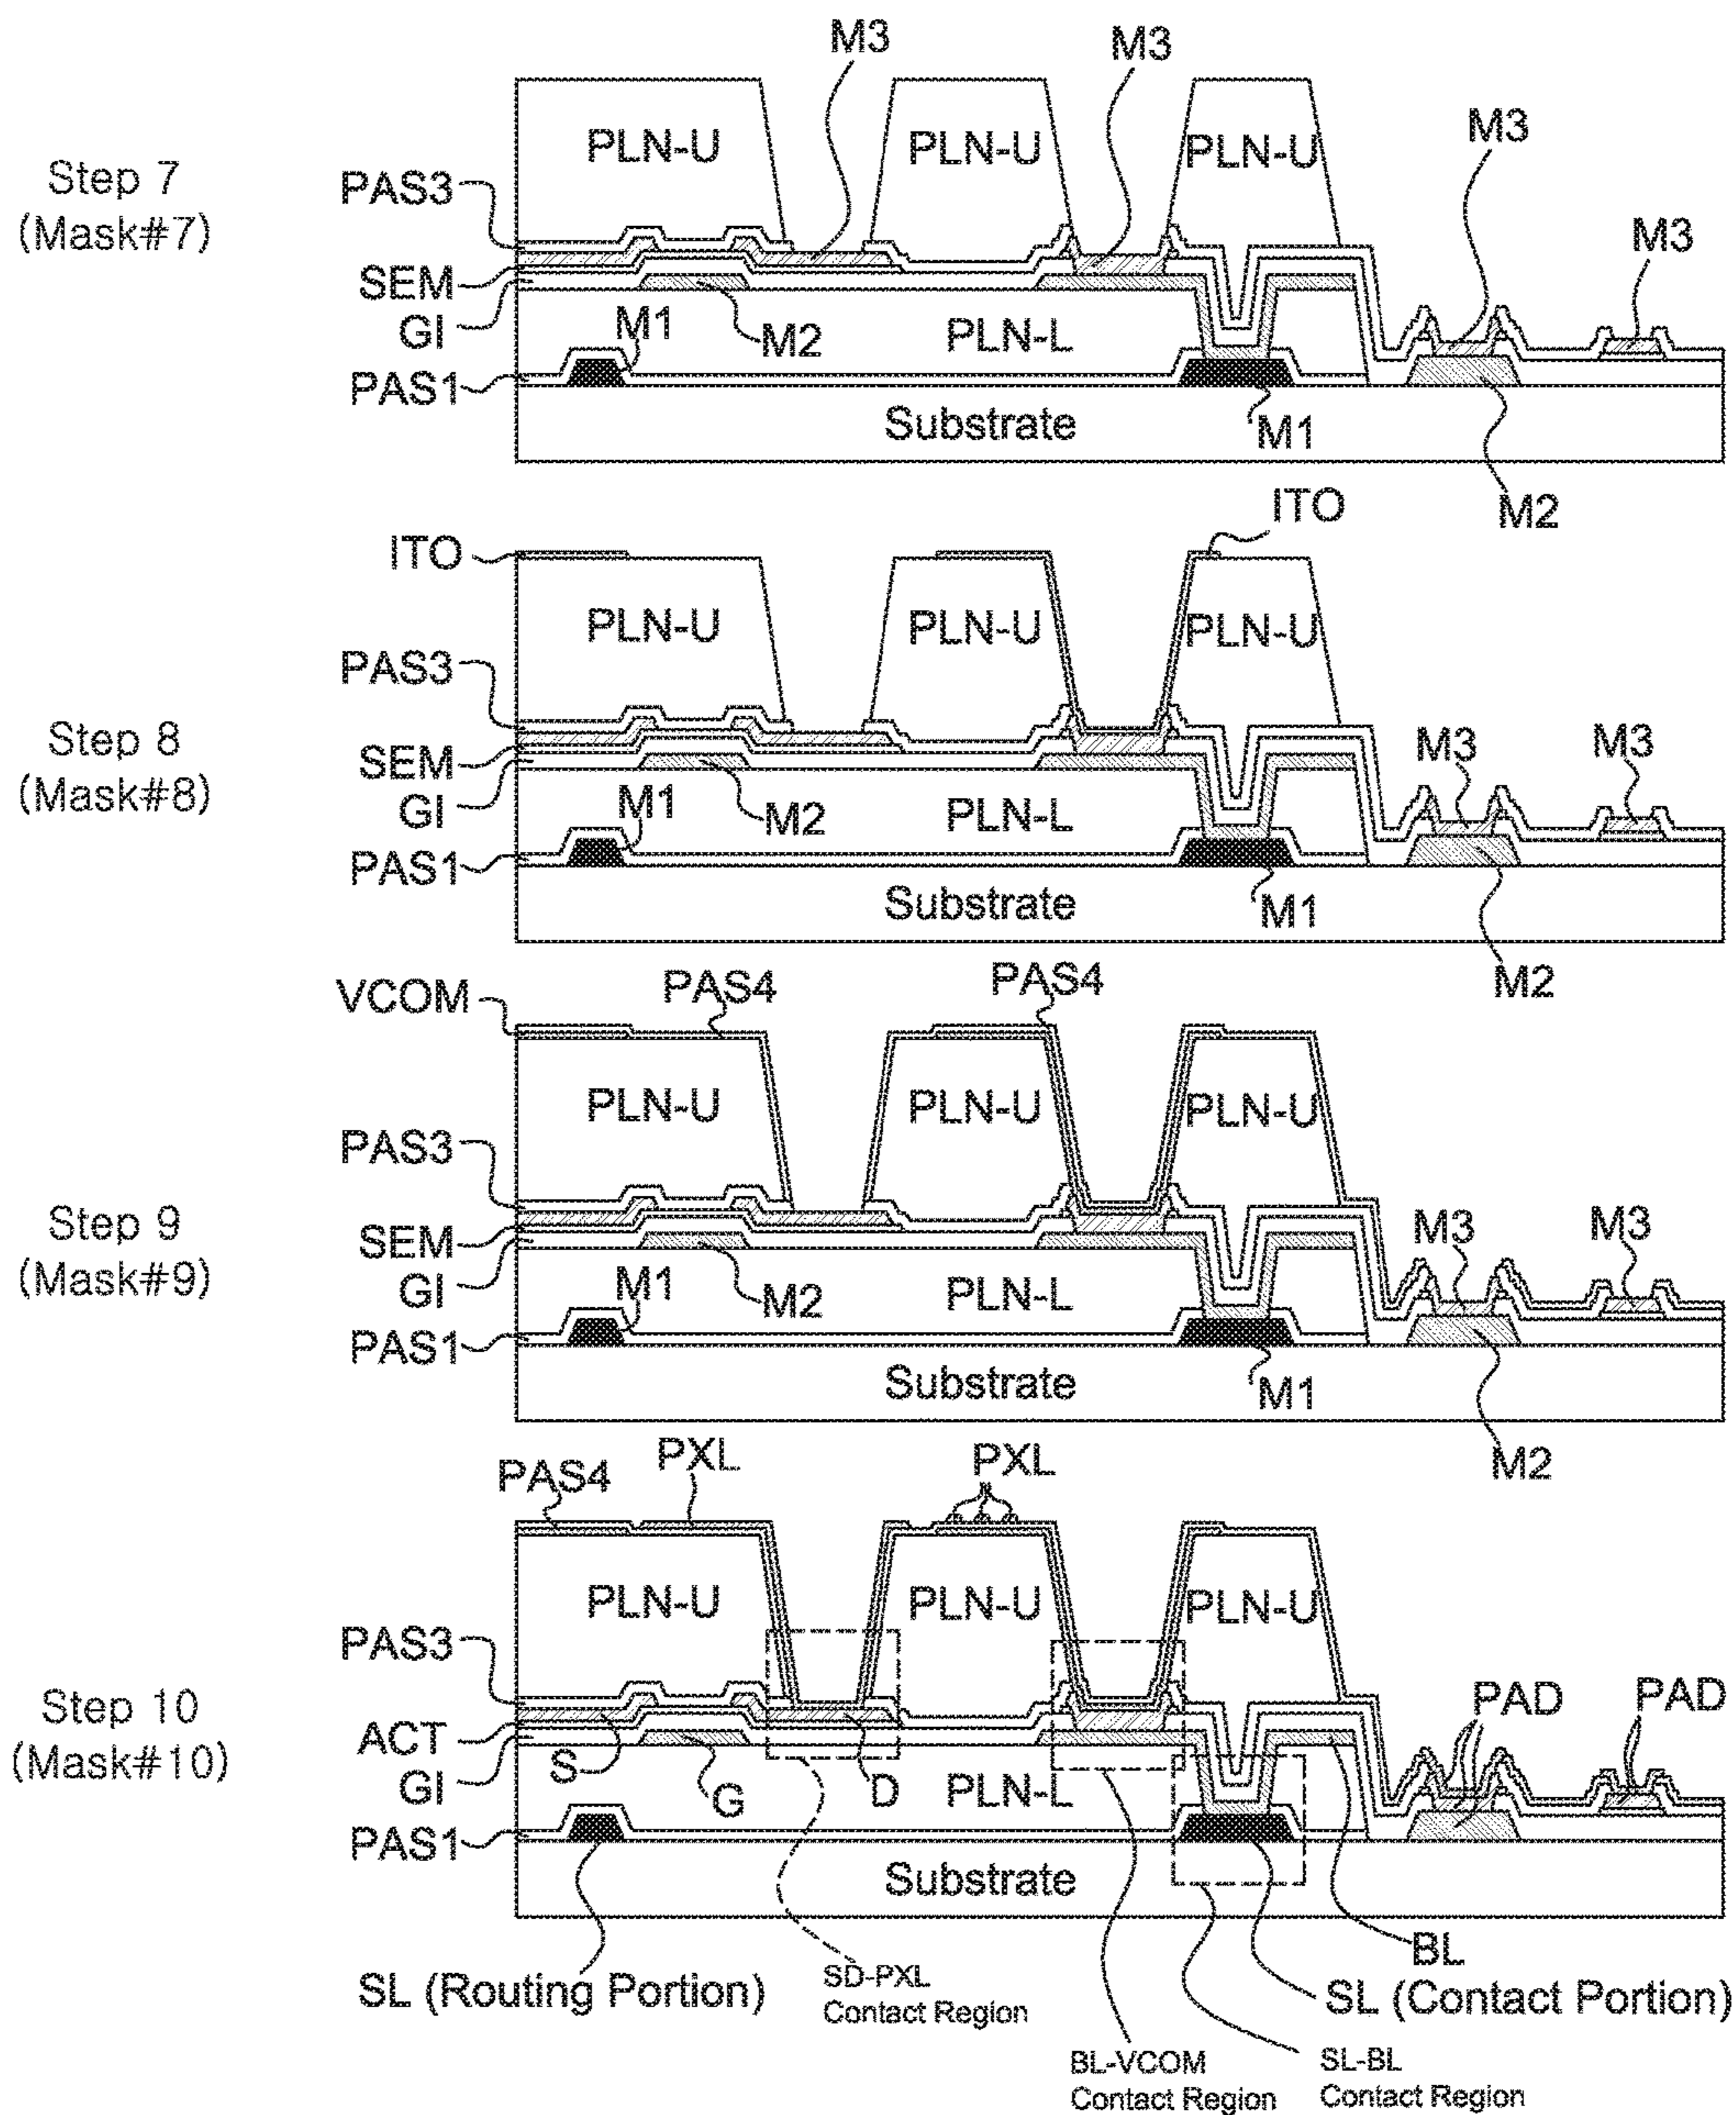 M3
M3
M3
M3
Step 7
(Mask#7)
PLN-U
PLN-U
PLN-U
PAS3
M3
M3
M3
SEM
GI
M1
M2
PLN-L
PAS1
Substrate
M1
M2
ITO
ITO
Step 8
(Mask#8)
PLN-U
PLN-U
PLN-U
PAS3
M3
M3
SEM
GI
M1
M2
PLN-L
PAS1
Substrate
M1
M2
VCOM
PAS4
PAS4
Step 9
(Mask#9)
PLN-U
PLN-U
PLN-U
PAS3
M3
M3
SEM
GI
M1
M2
PLN-L
PAS1
Substrate
M1
M2
PAS4
PXL
PXL
Step 10
(Mask#10)
PLN-U
PLN-U
PLN-U
PAS3
PAD
PAD
ACT
GI
S
G
D
PLN-L
PAS1
Substrate
BL
SL (Routing Portion)
SD-PXL
Contact Region
SL (Contact Portion)
BL-VCOM
Contact Region
SL-BL
Contact Region